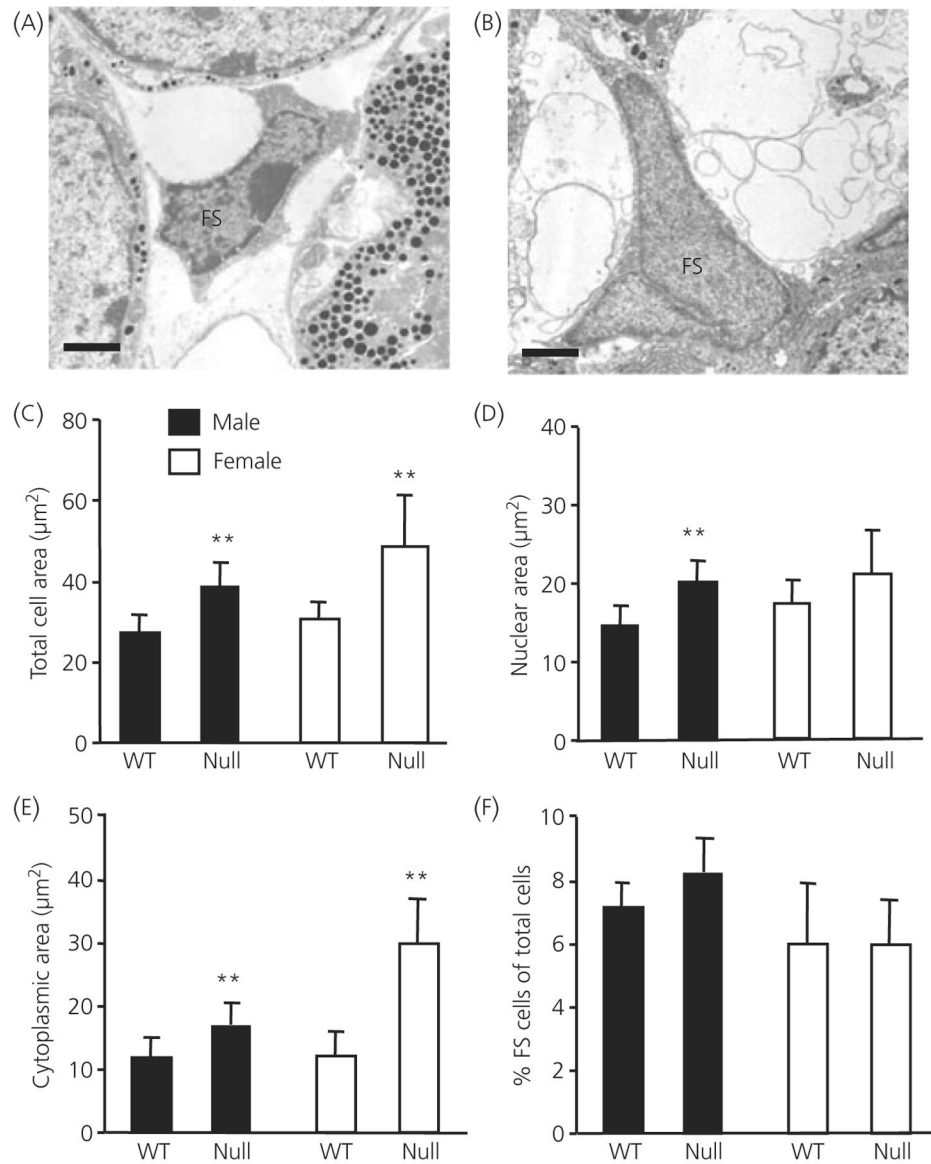 (A)
(B)
FS
FS
(C)
Total cell area (µm²)
80
60
40
20
0
Male
Female
**
**
WT Null WT Null
(D)
Nuclear area (µm²)
40
30
20
10
0
**
WT Null WT Null
(E)
Cytoplasmic area (µm²)
50
40
30
20
10
0
**
**
WT Null WT Null
(F)
% FS cells of total cells
10
8
6
4
2
0
WT Null WT Null